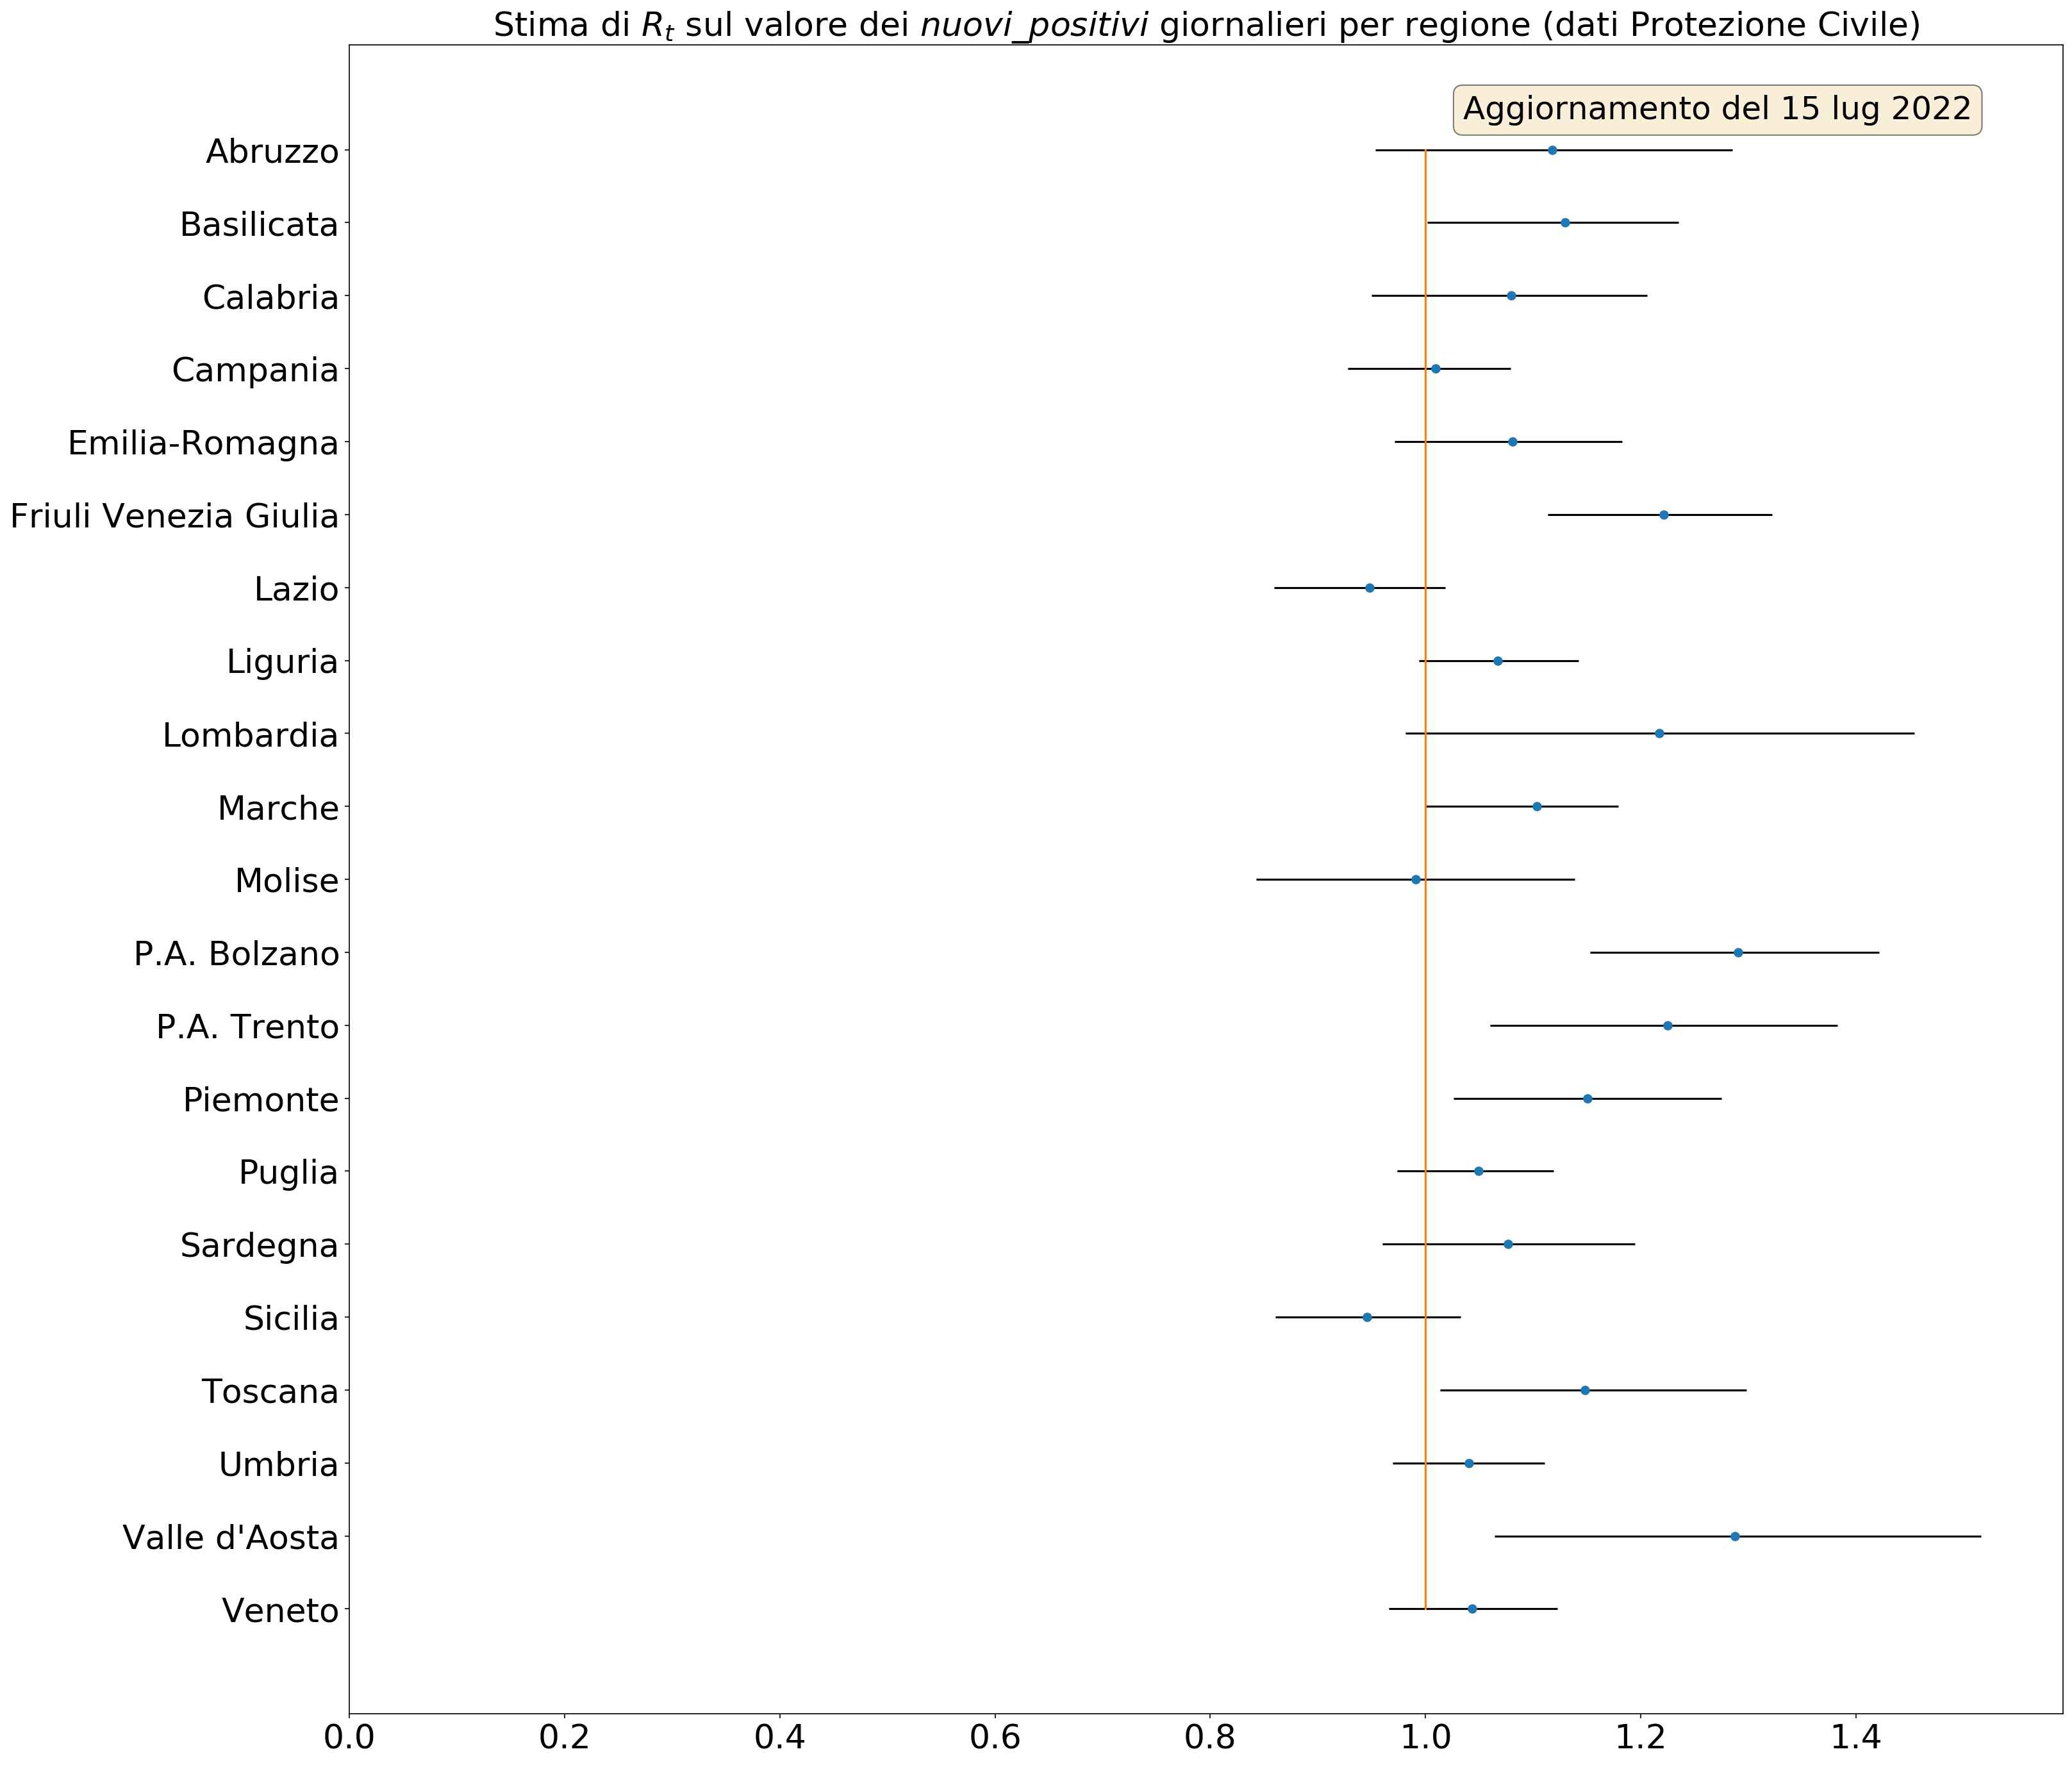 Stima di Rt sul valore dei nuovi_positivi giornalieri per regione (dati Protezione Civile)
Aggiornamento del 15 lug 2022
Abruzzo
Basilicata
Calabria
Campania
Emilia-Romagna
Friuli Venezia Giulia
Lazio
Liguria
Lombardia
Marche
Molise
P.A. Bolzano
P.A. Trento
Piemonte
Puglia
Sardegna
Sicilia
Toscana
Umbria
Valle d'Aosta
Veneto
0.0 0.2 0.4 0.6 0.8 1.0 1.2 1.4